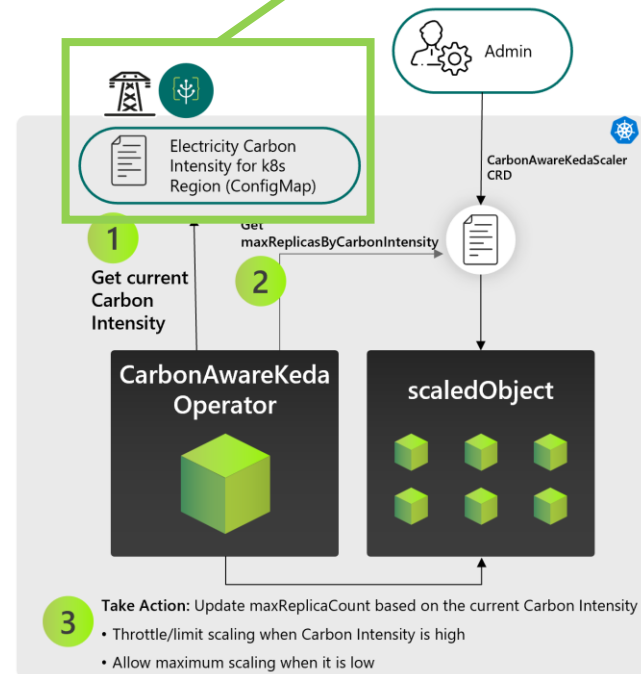 Admin
Electricity Carbon
Intensity for k8s
Region (ConfigMap)
CarbonAwareKedaScaler
CRD
1
Get current
Carbon
Intensity
Get
maxReplicasByCarbonIntensity
2
CarbonAwareKeda
Operator
scaledObject
3
Take Action: Update maxReplicaCount based on the current Carbon Intensity
• Throttle/limit scaling when Carbon Intensity is high
• Allow maximum scaling when it is low